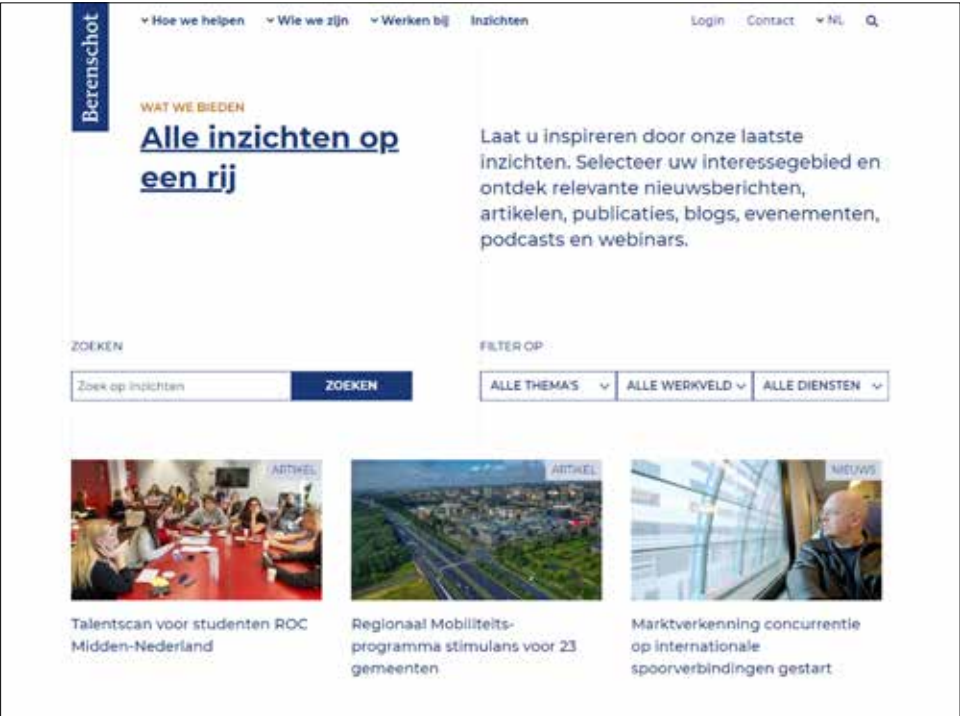 Berenschot
Hoe we helpen Wie we zijn Werken bij Inzichten Login Contact NL
WAT WE BIEDEN
Alle inzichten op
een rij
Laat u inspireren door onze laatste
inzichten. Selecteer uw interessegebied en
ontdek relevante nieuwsberichten,
artikelen, publicaties, blogs, evenementen,
podcasts en webinars.
ZOEKEN
Zoek op inzichten ZOEKEN
FILTER OP
ALLE THEMA'S ALLE WERKVELD ALLE DIENSTEN
ARTIKEL
Talentscan voor studenten ROC
Midden-Nederland
ARTIKEL
Regionaal Mobiliteits-
programma stimulans voor 23
gemeenten
NIEUWS
Marktverkenning concurrentie
op internationale
spoorverbindingen gestart